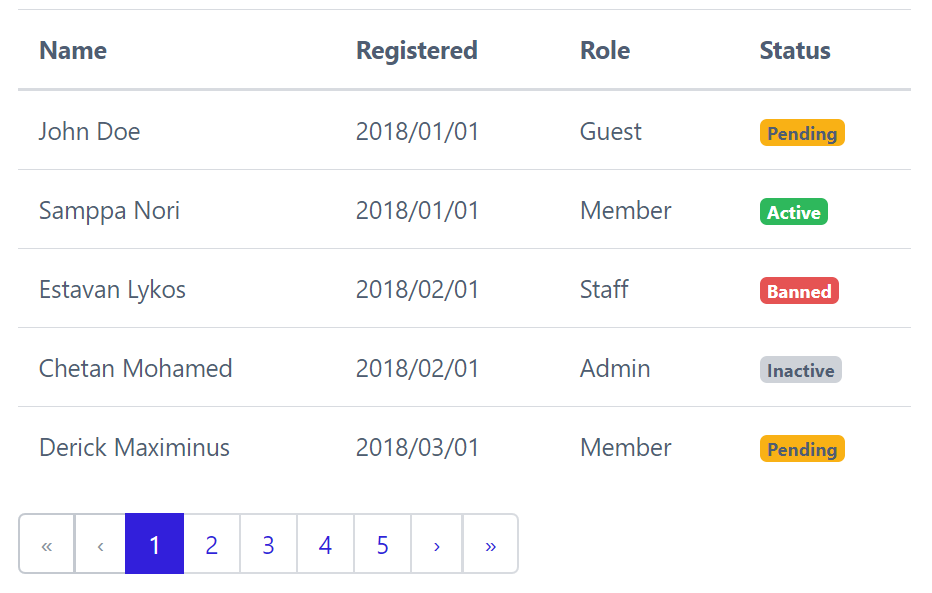 Name Registered Role Status
John Doe 2018/01/01 Guest Pending
Samppa Nori 2018/01/01 Member Active
Estavan Lykos 2018/02/01 Staff Banned
Chetan Mohamed 2018/02/01 Admin Inactive
Derick Maximinus 2018/03/01 Member Pending
« ‹ 1 2 3 4 5 › »